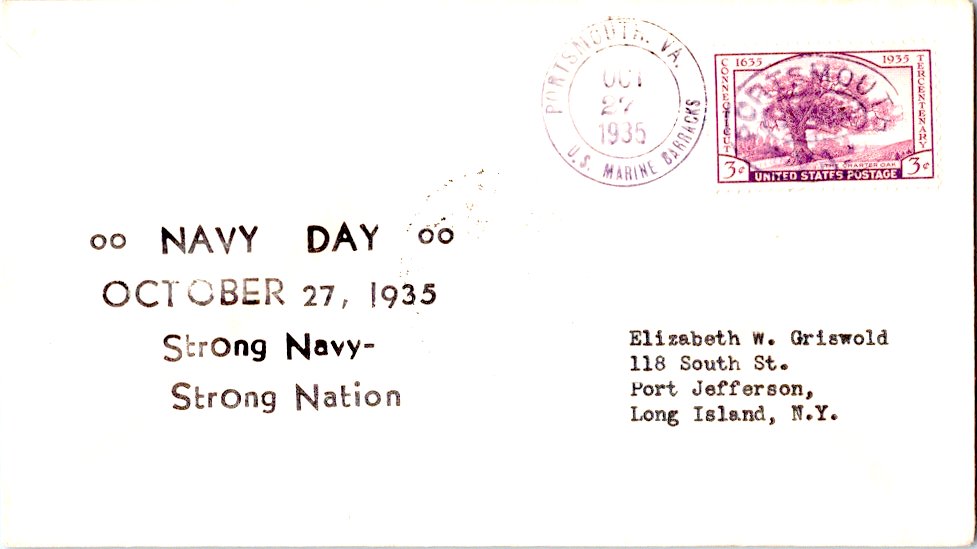 PORTSMOUTH, VA.
OCT
27
1935
U.S. MARINE BARRACKS
1635 1935
CONNECTICUT
TERCENTENARY
PORTSMOUTH
THE CHARTER OAK
3¢ 3¢
UNITED STATES POSTAGE
oo NAVY DAY oo
OCTOBER 27, 1935
Strong Navy-
Strong Nation
Elizabeth W. Griswold
118 South St.
Port Jefferson,
Long Island, N.Y.